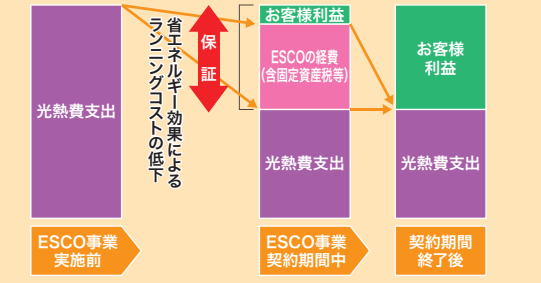 光熱費支出
省エネルギー効果による
ランニングコストの低下
保
証
お客様利益
ESCOの経費
(含固定資産税等)
光熱費支出
お客様
利益
光熱費支出
ESCO事業
実施前
ESCO事業
契約期間中
契約期間
終了後